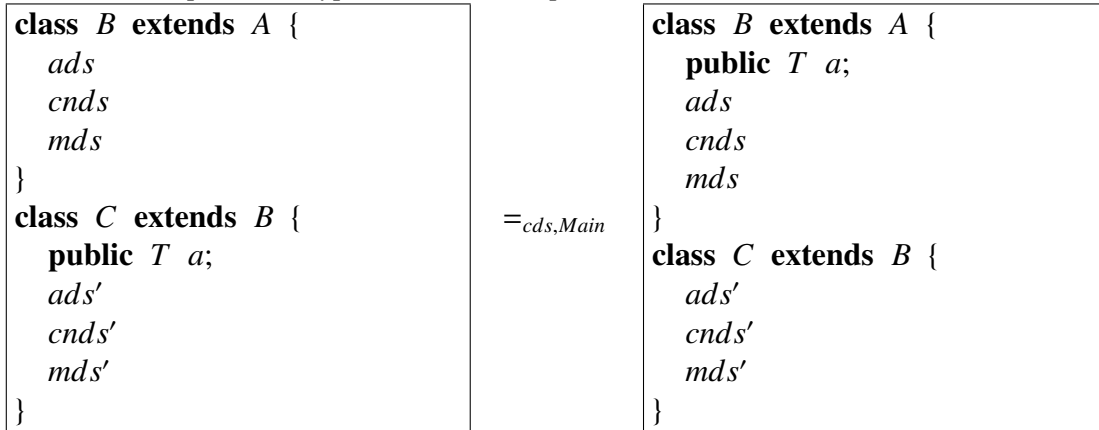 class B extends A {
ads
cnds
mds
}
class C extends B {
public T a;
ads′
cnds′
mds′
}
=cds,Main
class B extends A {
public T a;
ads
cnds
mds
}
class C extends B {
ads′
cnds′
mds′
}